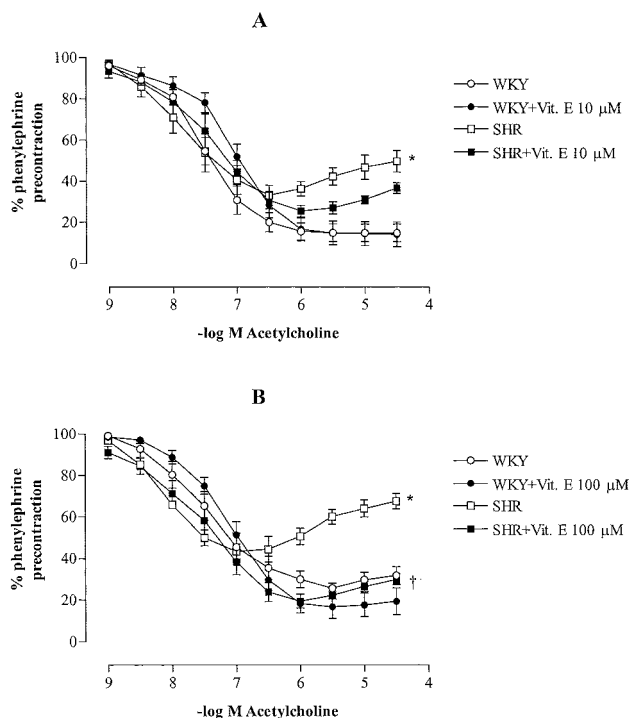 A
% phenylephrine
precontraction
100
80
60
40
20
0
WKY
WKY+Vit. E 10 µM
SHR
SHR+Vit. E 10 µM
*
9 8 7 6 5 4
-log M Acetylcholine
B
% phenylephrine
precontraction
100
80
60
40
20
0
WKY
WKY+Vit. E 100 µM
SHR
SHR+Vit. E 100 µM
*
†
9 8 7 6 5 4
-log M Acetylcholine